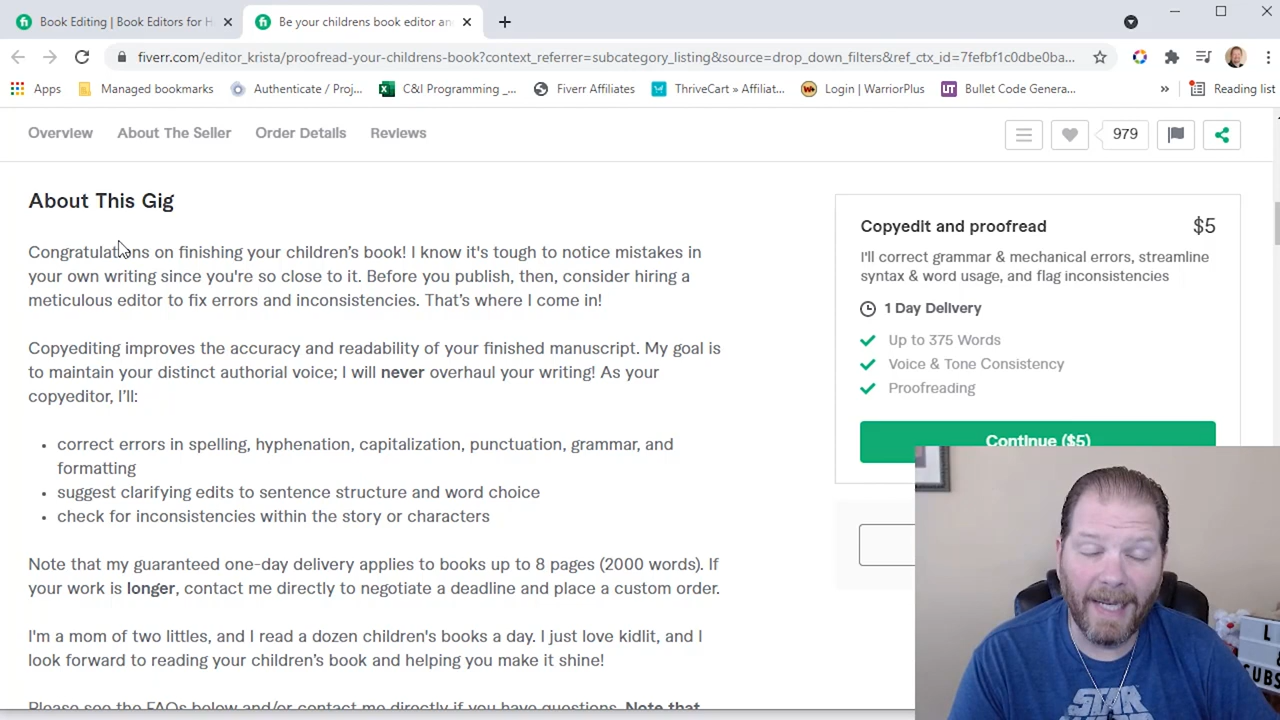 Book Editing | Book Editors for H
Be your childrens book editor an
fiverr.com/editor_krista/proofread-your-childrens-book?context_referrer=subcategory_listing&source=drop_down_filters&ref_ctx_id=7fefbf1c0dbe0ba...
Apps
Managed bookmarks
Authenticate / Proj...
C&I Programming _...
Fiverr Affiliates
ThriveCart » Affiliat...
Login | WarriorPlus
Bullet Code Genera...
»
Reading list
Overview
About The Seller
Order Details
Reviews
979
About This Gig
Congratulations on finishing your children's book! I know it's tough to notice mistakes in
your own writing since you're so close to it. Before you publish, then, consider hiring a
meticulous editor to fix errors and inconsistencies. That's where I come in!
Copyediting improves the accuracy and readability of your finished manuscript. My goal is
to maintain your distinct authorial voice; I will never overhaul your writing! As your
copyeditor, I'll:
• correct errors in spelling, hyphenation, capitalization, punctuation, grammar, and
formatting
• suggest clarifying edits to sentence structure and word choice
• check for inconsistencies within the story or characters
Note that my guaranteed one-day delivery applies to books up to 8 pages (2000 words). If
your work is longer, contact me directly to negotiate a deadline and place a custom order.
I'm a mom of two littles, and I read a dozen children's books a day. I just love kidlit, and I
look forward to reading your children's book and helping you make it shine!
Please see the FAQs below and/or contact me directly if you have questions. Note that
Copyedit and proofread $5
I'll correct grammar & mechanical errors, streamline
syntax & word usage, and flag inconsistencies
1 Day Delivery
Up to 375 Words
Voice & Tone Consistency
Proofreading
Continue ($5)
STAR